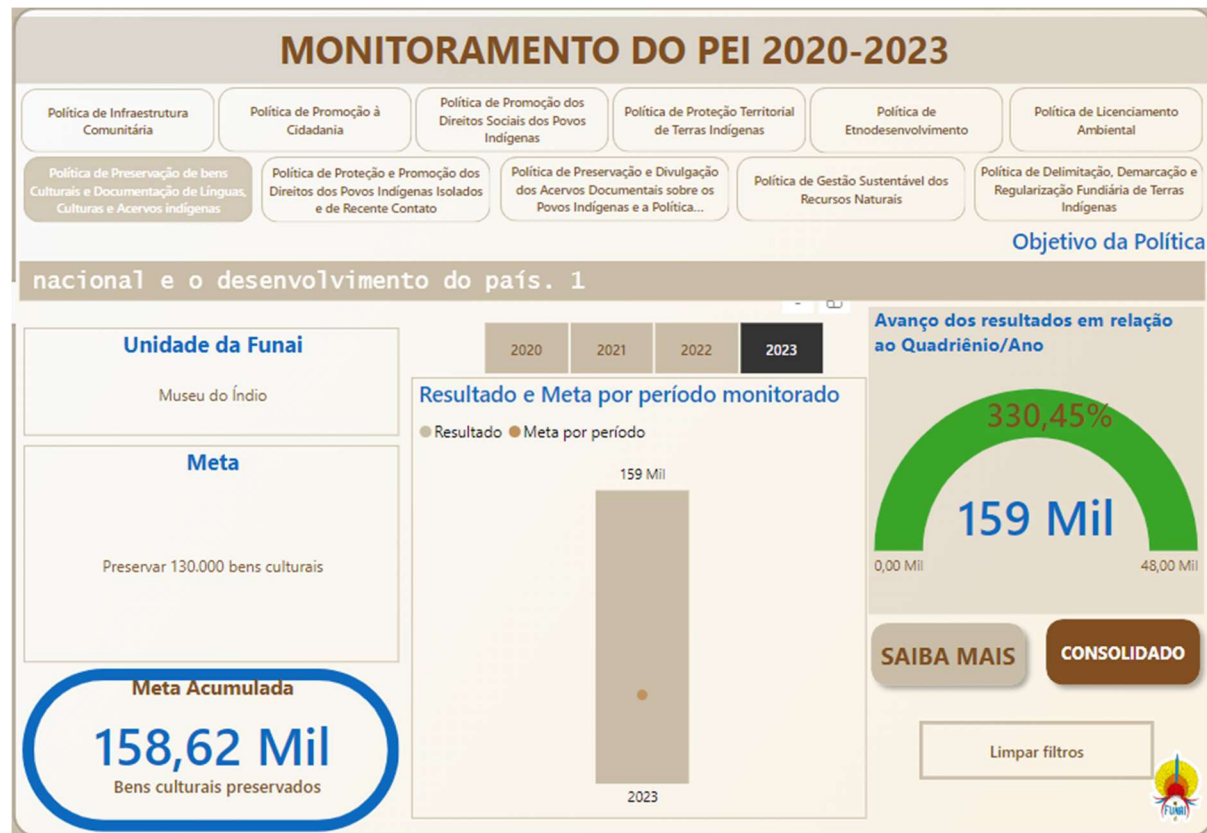 MONITORAMENTO DO PEI 2020-2023
Política de Infraestrutura
Comunitária
Política de Promoção à
Cidadania
Política de Promoção dos
Direitos Sociais dos Povos
Indígenas
Política de Proteção Territorial
de Terras Indígenas
Política de
Etnodesenvolvimento
Política de Licenciamento
Ambiental
Política de Preservação de bens
Culturais e Documentação de Línguas,
Culturas e Acervos indígenas
Política de Proteção e Promoção dos
Direitos dos Povos Indígenas Isolados
e de Recente Contato
Política de Preservação e Divulgação
dos Acervos Documentais sobre os
Povos Indígenas e a Política...
Política de Gestão Sustentável dos
Recursos Naturais
Política de Delimitação, Demarcação e
Regularização Fundiária de Terras
Indígenas
Objetivo da Política
nacional e o desenvolvimento do país. 1
Unidade da Funai
Museu do Índio
Meta
Preservar 130.000 bens culturais
Meta Acumulada
158,62 Mil
Bens culturais preservados
2020 2021 2022 2023
Resultado e Meta por período monitorado
Resultado Meta por período
159 Mil
2023
Avanço dos resultados em relação
ao Quadriênio/Ano
330,45%
159 Mil
0,00 Mil 48,00 Mil
SAIBA MAIS
CONSOLIDADO
Limpar filtros
FUNAI